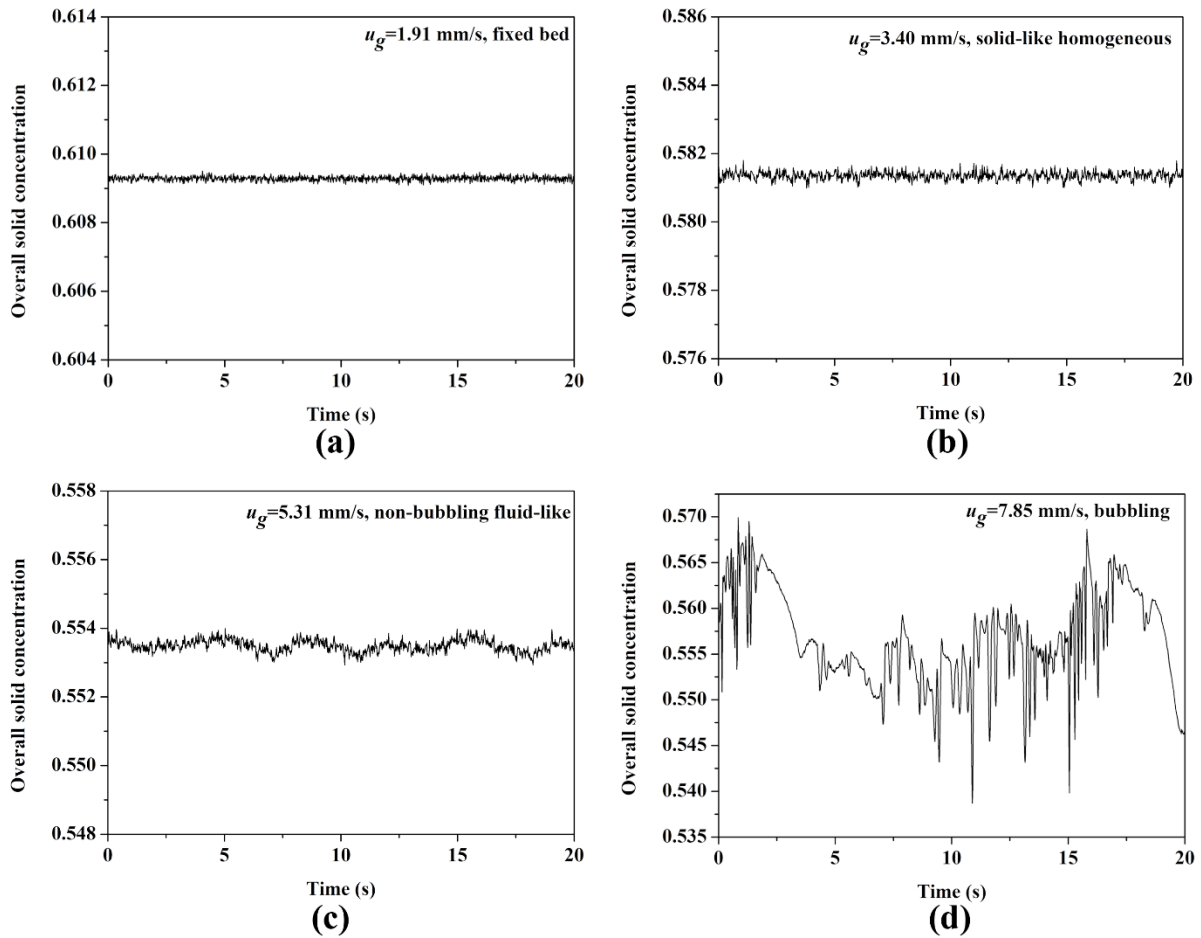 0.614
0.612
0.610
0.608
0.606
0.604
Overall solid concentration
u_g=1.91 mm/s, fixed bed
0 5 10 15 20
Time (s)
(a)
0.586
0.584
0.582
0.580
0.578
0.576
Overall solid concentration
u_g=3.40 mm/s, solid-like homogeneous
0 5 10 15 20
Time (s)
(b)
0.558
0.556
0.554
0.552
0.550
0.548
Overall solid concentration
u_g=5.31 mm/s, non-bubbling fluid-like
0 5 10 15 20
Time (s)
(c)
0.570
0.565
0.560
0.555
0.550
0.545
0.540
0.535
Overall solid concentration
u_g=7.85 mm/s, bubbling
0 5 10 15 20
Time (s)
(d)